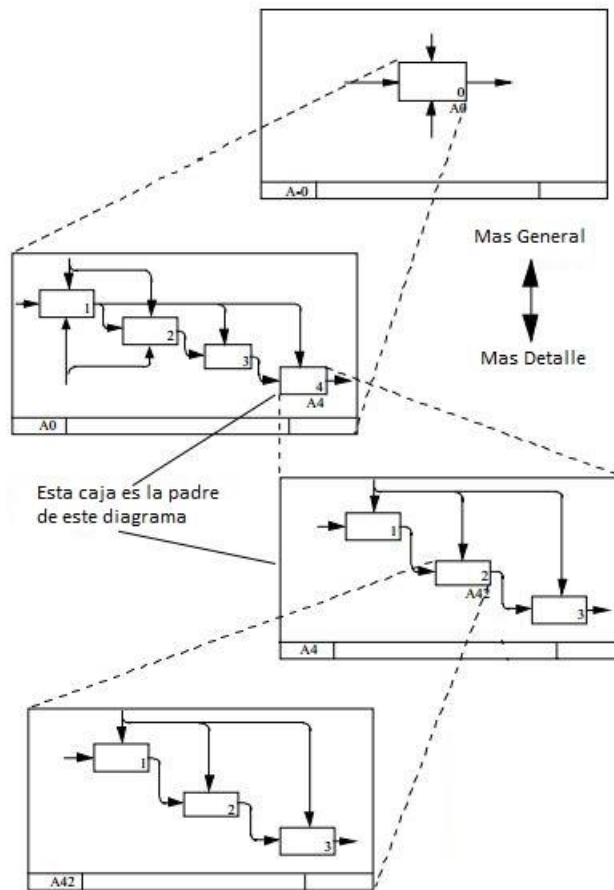 0
A0
A-0
Mas General
Mas Detalle
1
2
3
4
A4
A0
Esta caja es la padre
de este diagrama
1
2
A42
3
A4
1
2
3
A42